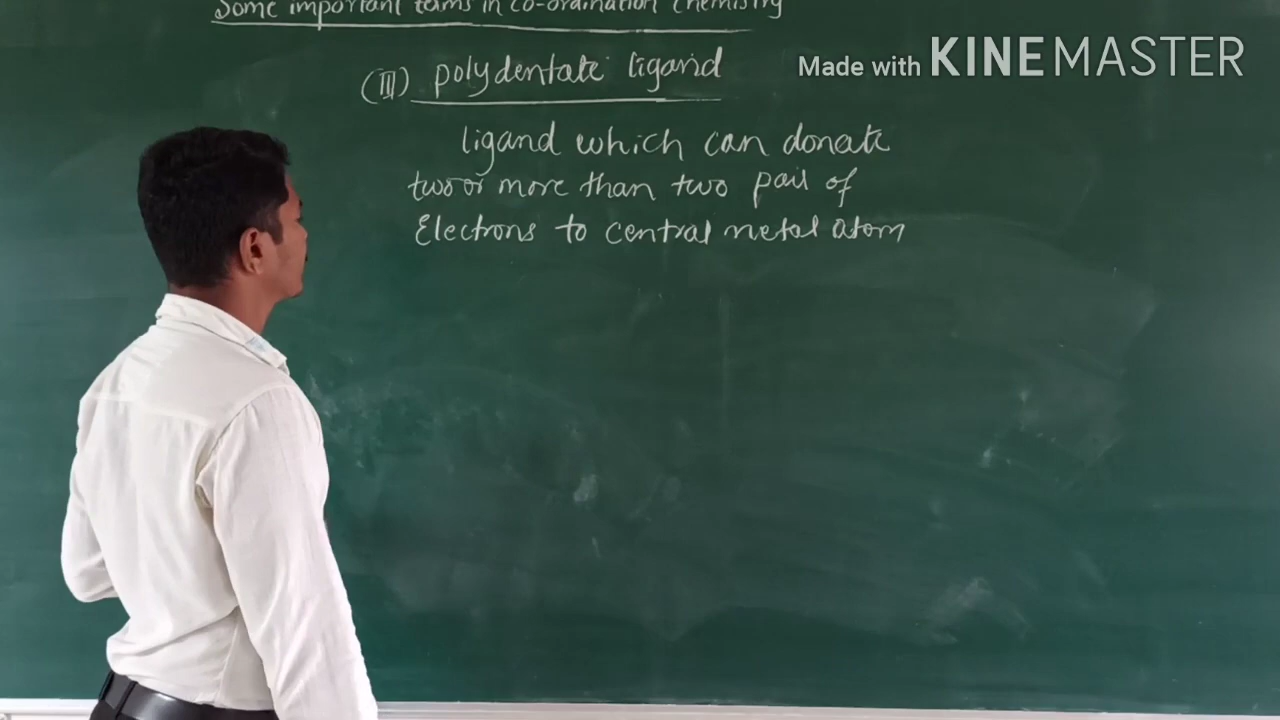 Some important terms in co-ordination chemistry
Made with KINEMASTER
(III) polydentate ligand
ligand which can donate
two or more than two pair of
Electrons to central metal atom